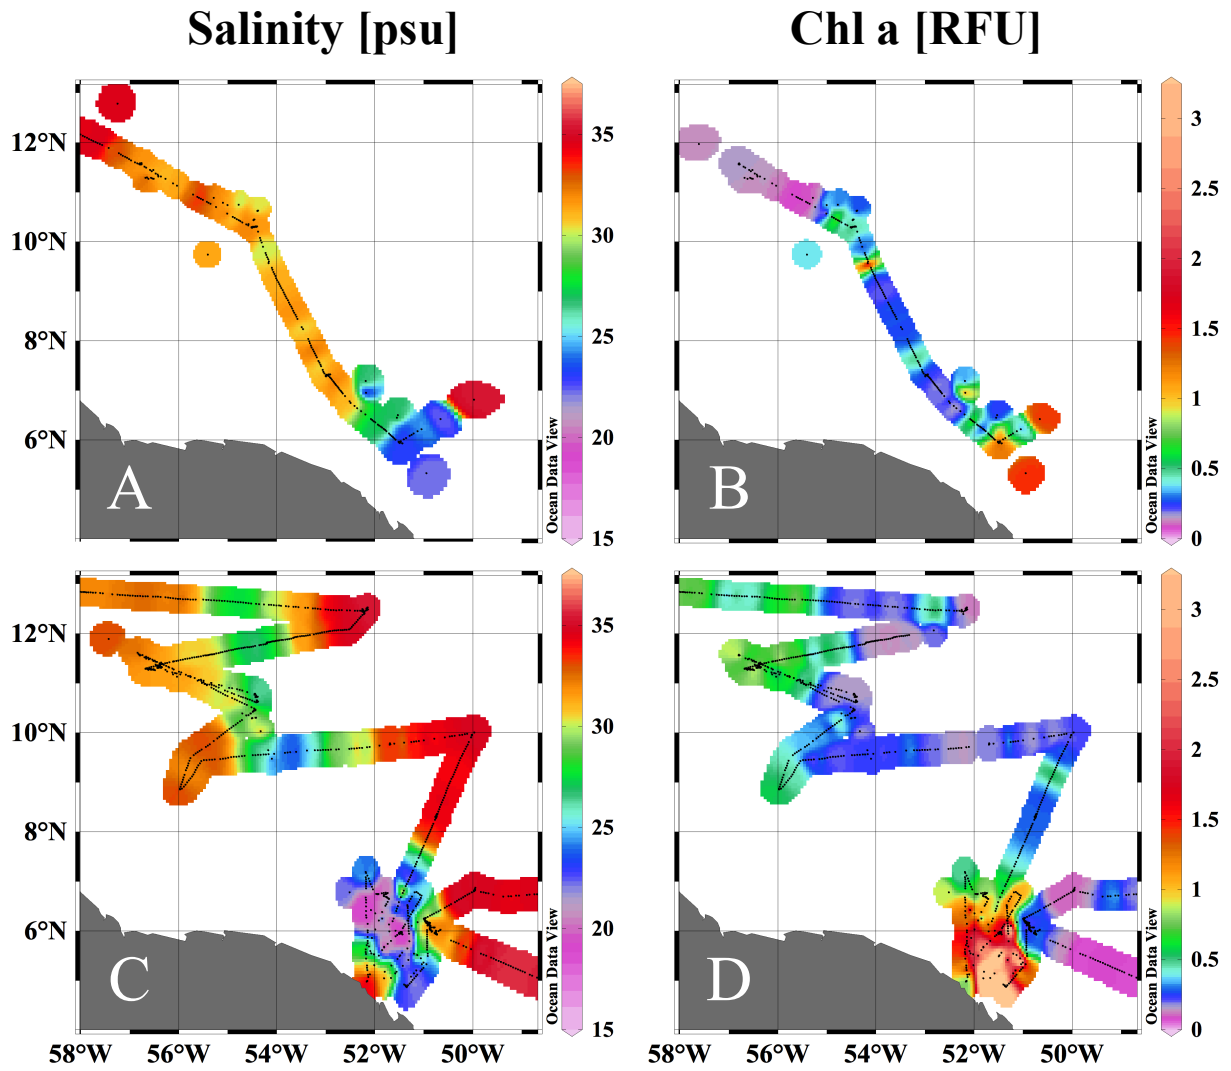 Salinity [psu]
Chl a [RFU]
12°N
10°N
8°N
6°N
A
Ocean Data View
35
30
25
20
15
B
Ocean Data View
3
2.5
2
1.5
1
0.5
0
12°N
10°N
8°N
6°N
C
Ocean Data View
35
30
25
20
15
D
Ocean Data View
3
2.5
2
1.5
1
0.5
0
58°W 56°W 54°W 52°W 50°W
58°W 56°W 54°W 52°W 50°W